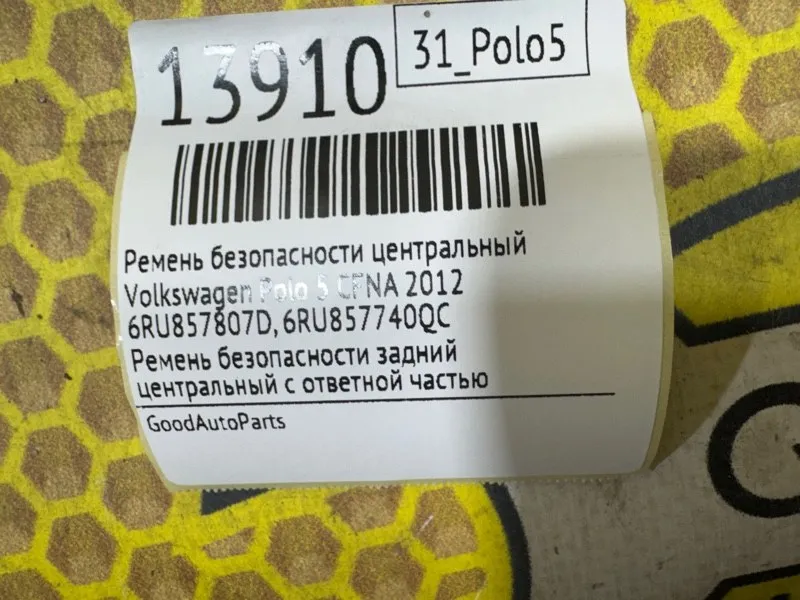 13910
31_Polo5
Ремень безопасности центральный
Volkswagen Polo 5 CFNA 2012
6RU857807D, 6RU857740QC
Ремень безопасности задний
центральный с ответной частью
GoodAutoParts